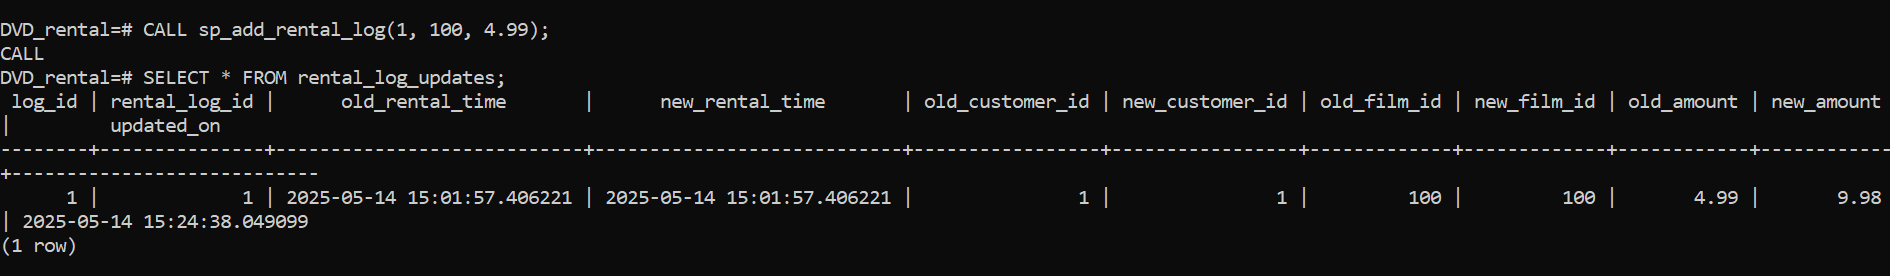 DVD_rental=# CALL sp_add_rental_log(1, 100, 4.99);
CALL
DVD_rental=# SELECT * FROM rental_log_updates;
 log_id | rental_log_id |      old_rental_time       |      new_rental_time       | old_customer_id | new_customer_id | old_film_id | new_film_id | old_amount | new_amount
|         updated_on
--------+---------------+----------------------------+----------------------------+-----------------+-----------------+-------------+-------------+------------+-----------
+----------------------------
      1 |             1 | 2025-05-14 15:01:57.406221 | 2025-05-14 15:01:57.406221 |               1 |               1 |         100 |         100 |       4.99 |       9.98
| 2025-05-14 15:24:38.049099
(1 row)